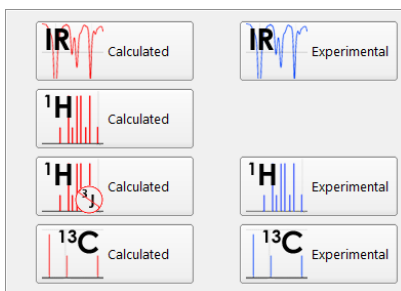 IR Calculated IR Experimental
¹H Calculated
¹H ³J Calculated ¹H Experimental
¹³C Calculated ¹³C Experimental